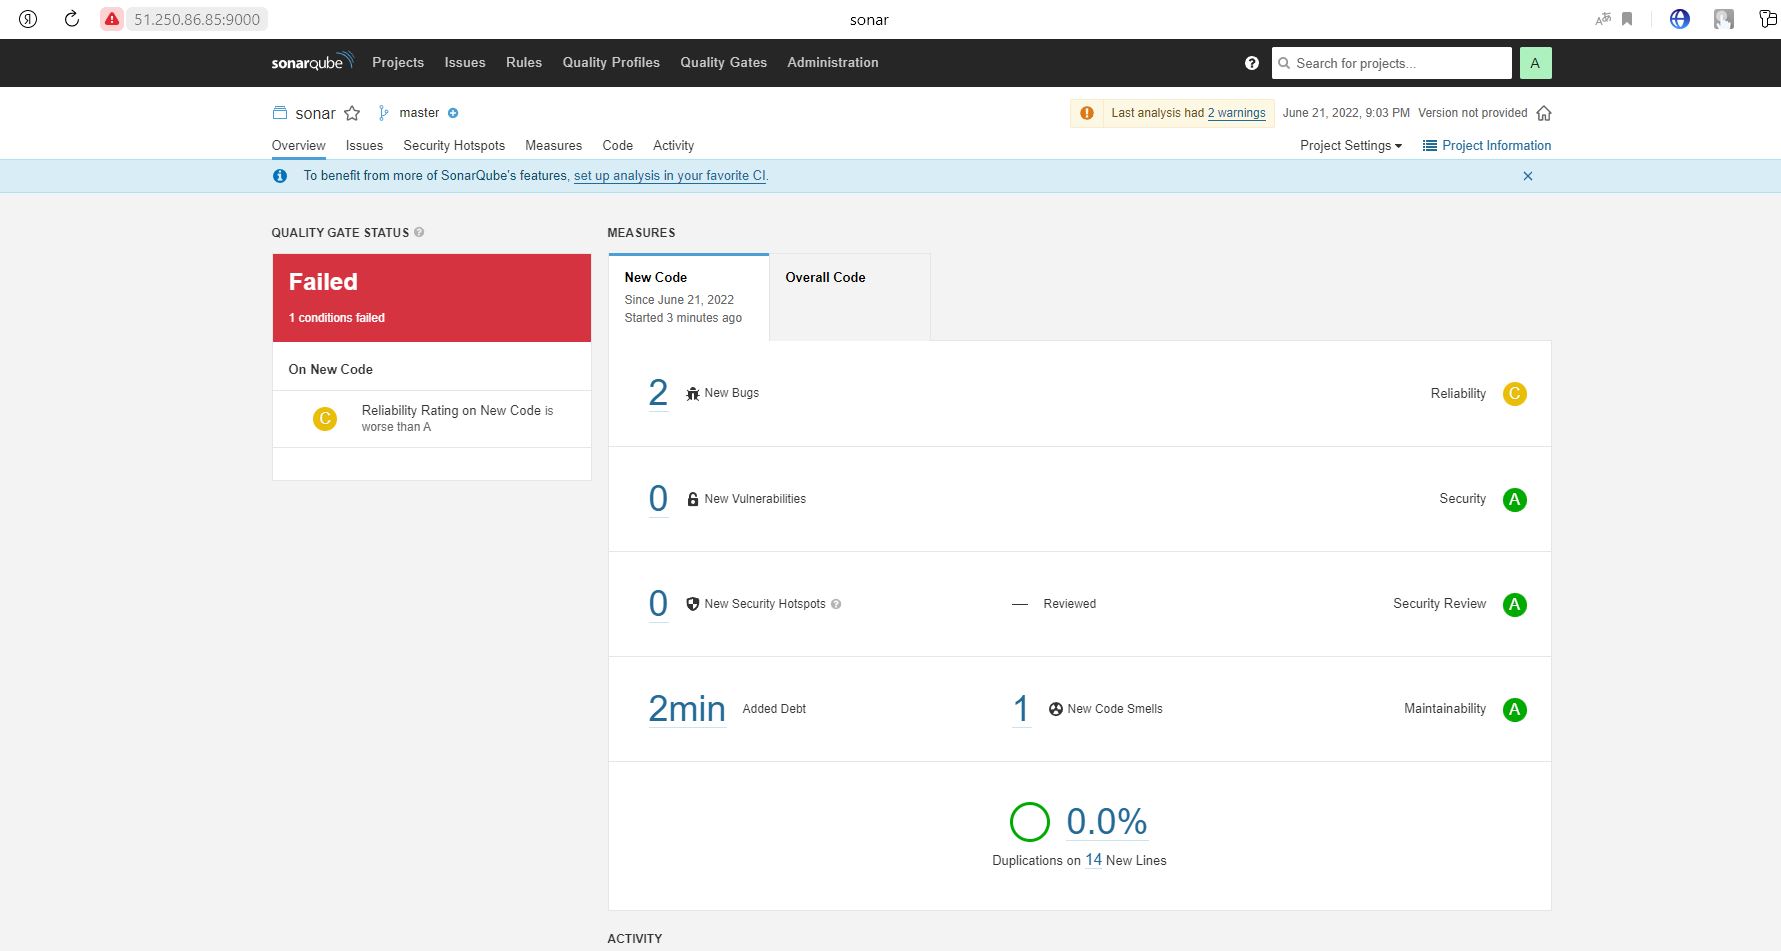 51.250.86.85:9000
sonar
sonarqube Projects Issues Rules Quality Profiles Quality Gates Administration
Search for projects...
A
sonar master
Last analysis had 2 warnings June 21, 2022, 9:03 PM Version not provided
Overview Issues Security Hotspots Measures Code Activity
Project Settings Project Information
To benefit from more of SonarQube's features, set up analysis in your favorite CI.
QUALITY GATE STATUS
Failed
1 conditions failed
On New Code
C
Reliability Rating on New Code is
worse than A
MEASURES
New Code
Since June 21, 2022
Started 3 minutes ago
Overall Code
2 New Bugs Reliability C
0 New Vulnerabilities Security A
0 New Security Hotspots — Reviewed Security Review A
2min Added Debt 1 New Code Smells Maintainability A
0.0%
Duplications on 14 New Lines
ACTIVITY